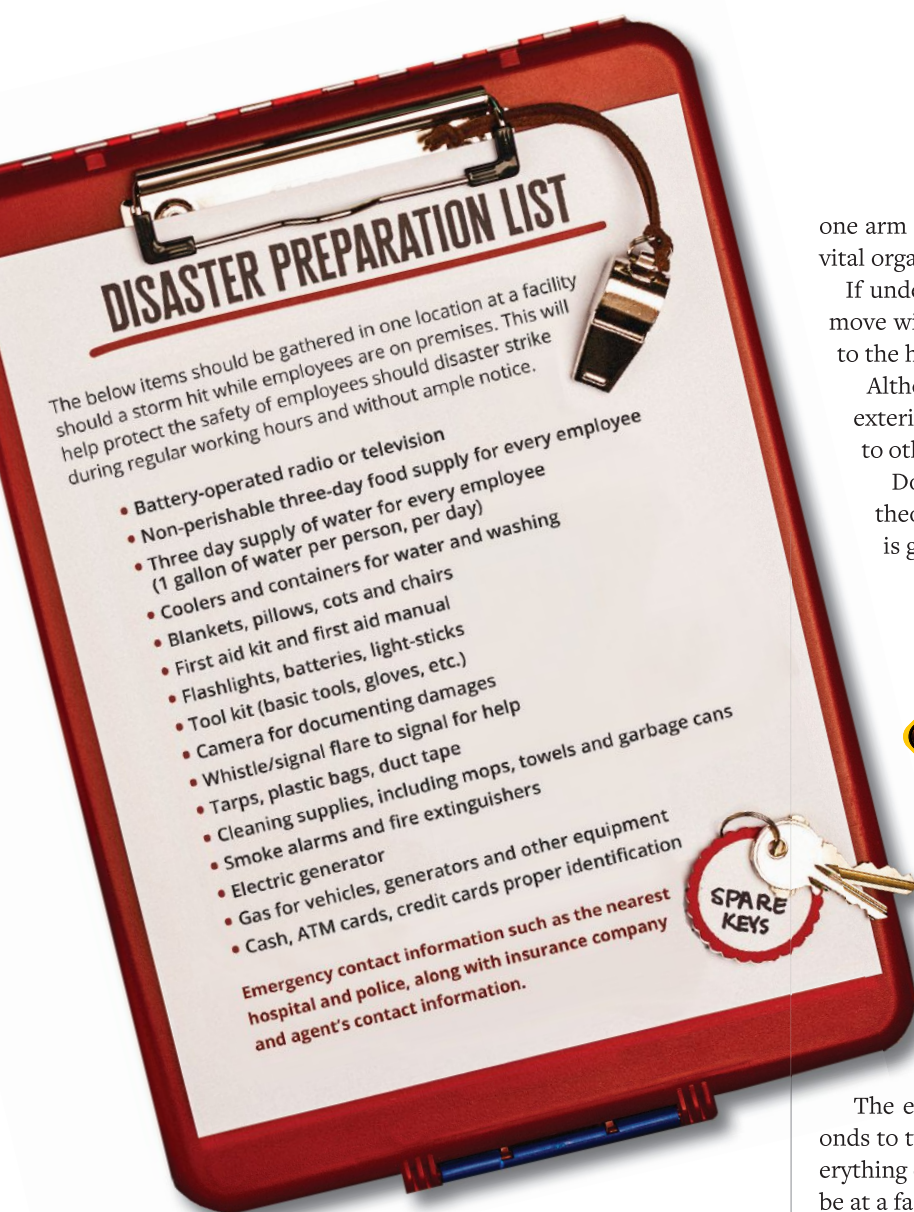 DISASTER PREPARATION LIST
The below items should be gathered in one location at a facility
should a storm hit while employees are on premises. This will
help protect the safety of employees should disaster strike
during regular working hours and without ample notice.
• Battery-operated radio or television
• Non-perishable three-day food supply for every employee
• Three day supply of water for every employee
(1 gallon of water per person, per day)
• Coolers and containers for water and washing
• Blankets, pillows, cots and chairs
• First aid kit and first aid manual
• Flashlights, batteries, light-sticks
• Tool kit (basic tools, gloves, etc.)
• Camera for documenting damages
• Whistle/signal flare to signal for help
• Tarps, plastic bags, duct tape
• Cleaning supplies, including mops, towels and garbage cans
• Smoke alarms and fire extinguishers
• Electric generator
• Gas for vehicles, generators and other equipment
• Cash, ATM cards, credit cards proper identification
Emergency contact information such as the nearest
hospital and police, along with insurance company
and agent's contact information.
SPARE
KEYS
one arm
vital orga
If unde
move wi
to the h
Altho
exteri
to oth
Do
theo
is g
The e
onds to t
erything
be at a fa